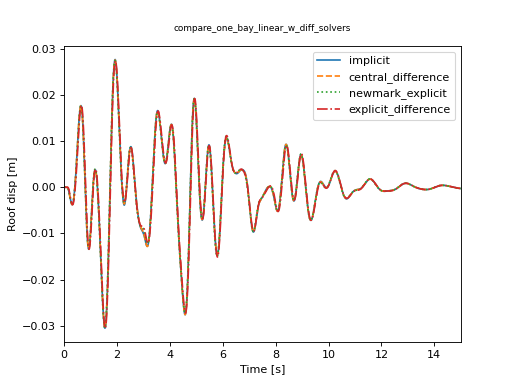 compare_one_bay_linear_w_diff_solvers
0.03
0.02
0.01
0.00
−0.01
−0.02
−0.03
Roof disp [m]
implicit
central_difference
newmark_explicit
explicit_difference
0 2 4 6 8 10 12 14
Time [s]